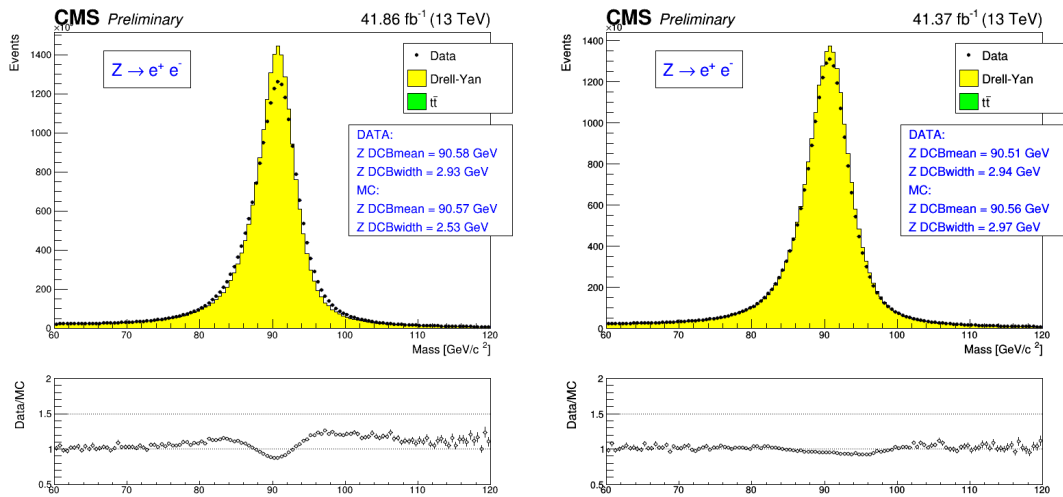 CMS Preliminary 41.86 fb⁻¹ (13 TeV)
×10³
Events
1400
1200
1000
800
600
400
200
0
Z → e⁺ e⁻
Data
Drell-Yan
tt̄
DATA:
Z DCBmean = 90.58 GeV
Z DCBwidth = 2.93 GeV
MC:
Z DCBmean = 90.57 GeV
Z DCBwidth = 2.53 GeV
60 70 80 90 100 110 120
Mass [GeV/c ²]
Data/MC
2
1.5
1
0.5
60 70 80 90 100 110 120
CMS Preliminary 41.37 fb⁻¹ (13 TeV)
Events
1400
1200
1000
800
600
400
200
0
Z → e⁺ e⁻
Data
Drell-Yan
tt̄
DATA:
Z DCBmean = 90.51 GeV
Z DCBwidth = 2.94 GeV
MC:
Z DCBmean = 90.56 GeV
Z DCBwidth = 2.97 GeV
60 70 80 90 100 110 120
Mass [GeV/c ²]
Data/MC
2
1.5
1
0.5
60 70 80 90 100 110 120